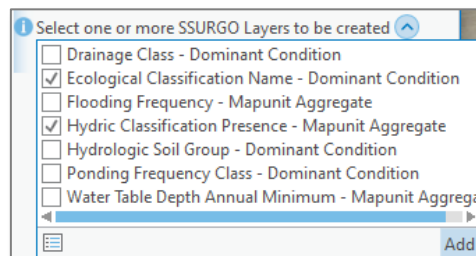 Select one or more SSURGO Layers to be created
Drainage Class - Dominant Condition
Ecological Classification Name - Dominant Condition
Flooding Frequency - Mapunit Aggregate
Hydric Classification Presence - Mapunit Aggregate
Hydrologic Soil Group - Dominant Condition
Ponding Frequency Class - Dominant Condition
Water Table Depth Annual Minimum - Mapunit Aggrega
Add